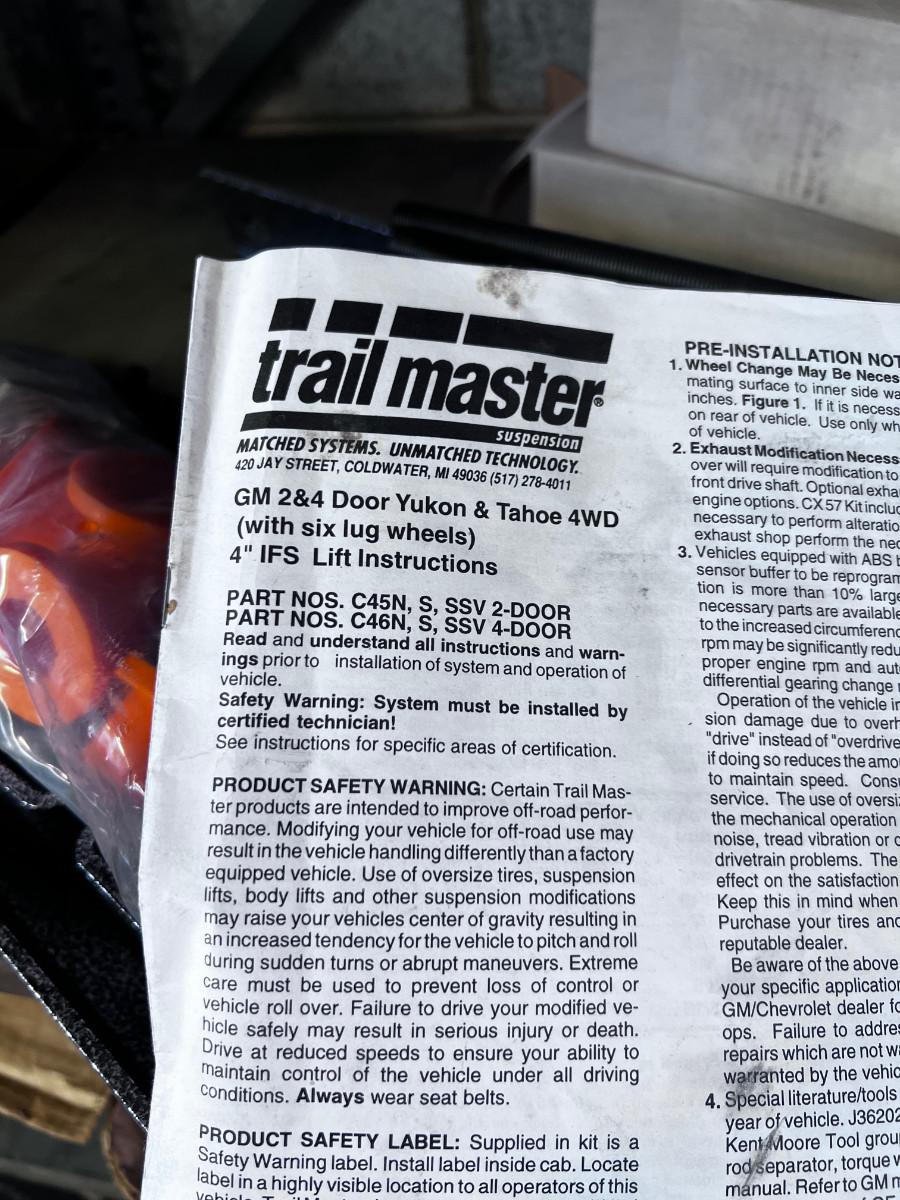 trail master®
suspension
MATCHED SYSTEMS. UNMATCHED TECHNOLOGY.
420 JAY STREET, COLDWATER, MI 49036 (517) 278-4011
GM 2&4 Door Yukon & Tahoe 4WD
(with six lug wheels)
4" IFS Lift Instructions
PART NOS. C45N, S, SSV 2-DOOR
PART NOS. C46N, S, SSV 4-DOOR
Read and understand all instructions and warn-
ings prior to installation of system and operation of
vehicle.
Safety Warning: System must be installed by
certified technician!
See instructions for specific areas of certification.
PRODUCT SAFETY WARNING: Certain Trail Mas-
ter products are intended to improve off-road perfor-
mance. Modifying your vehicle for off-road use may
result in the vehicle handling differently than a factory
equipped vehicle. Use of oversize tires, suspension
lifts, body lifts and other suspension modifications
may raise your vehicles center of gravity resulting in
an increased tendency for the vehicle to pitch and roll
during sudden turns or abrupt maneuvers. Extreme
care must be used to prevent loss of control or
vehicle roll over. Failure to drive your modified ve-
hicle safely may result in serious injury or death.
Drive at reduced speeds to ensure your ability to
maintain control of the vehicle under all driving
conditions. Always wear seat belts.
PRODUCT SAFETY LABEL: Supplied in kit is a
Safety Warning label. Install label inside cab. Locate
label in a highly visible location to all operators of this
PRE-INSTALLATION NOT
1. Wheel Change May Be Neces
mating surface to inner side wa
inches. Figure 1. If it is necess
on rear of vehicle. Use only wh
of vehicle.
2. Exhaust Modification Necess
over will require modification to
front drive shaft. Optional exha
engine options. CX57 Kit includ
necessary to perform alteratio
exhaust shop perform the nec
3. Vehicles equipped with ABS b
sensor buffer to be reprogram
tion is more than 10% large
necessary parts are available
to the increased circumferenc
rpm may be significantly redu
proper engine rpm and aut
differential gearing change
Operation of the vehicle in
sion damage due to overh
"drive" instead of "overdrive
if doing so reduces the amo
to maintain speed. Cons
service. The use of oversiz
the mechanical operation
noise, tread vibration or
drivetrain problems. The
effect on the satisfaction
Keep this in mind when
Purchase your tires and
reputable dealer.
Be aware of the above
your specific application
GM/Chevrolet dealer fo
ops. Failure to addre
repairs which are not w
warranted by the vehic
4. Special literature/tools
year of vehicle. J36202
Kent-Moore Tool grou
rod separator, torque w
manual. Refer to GM